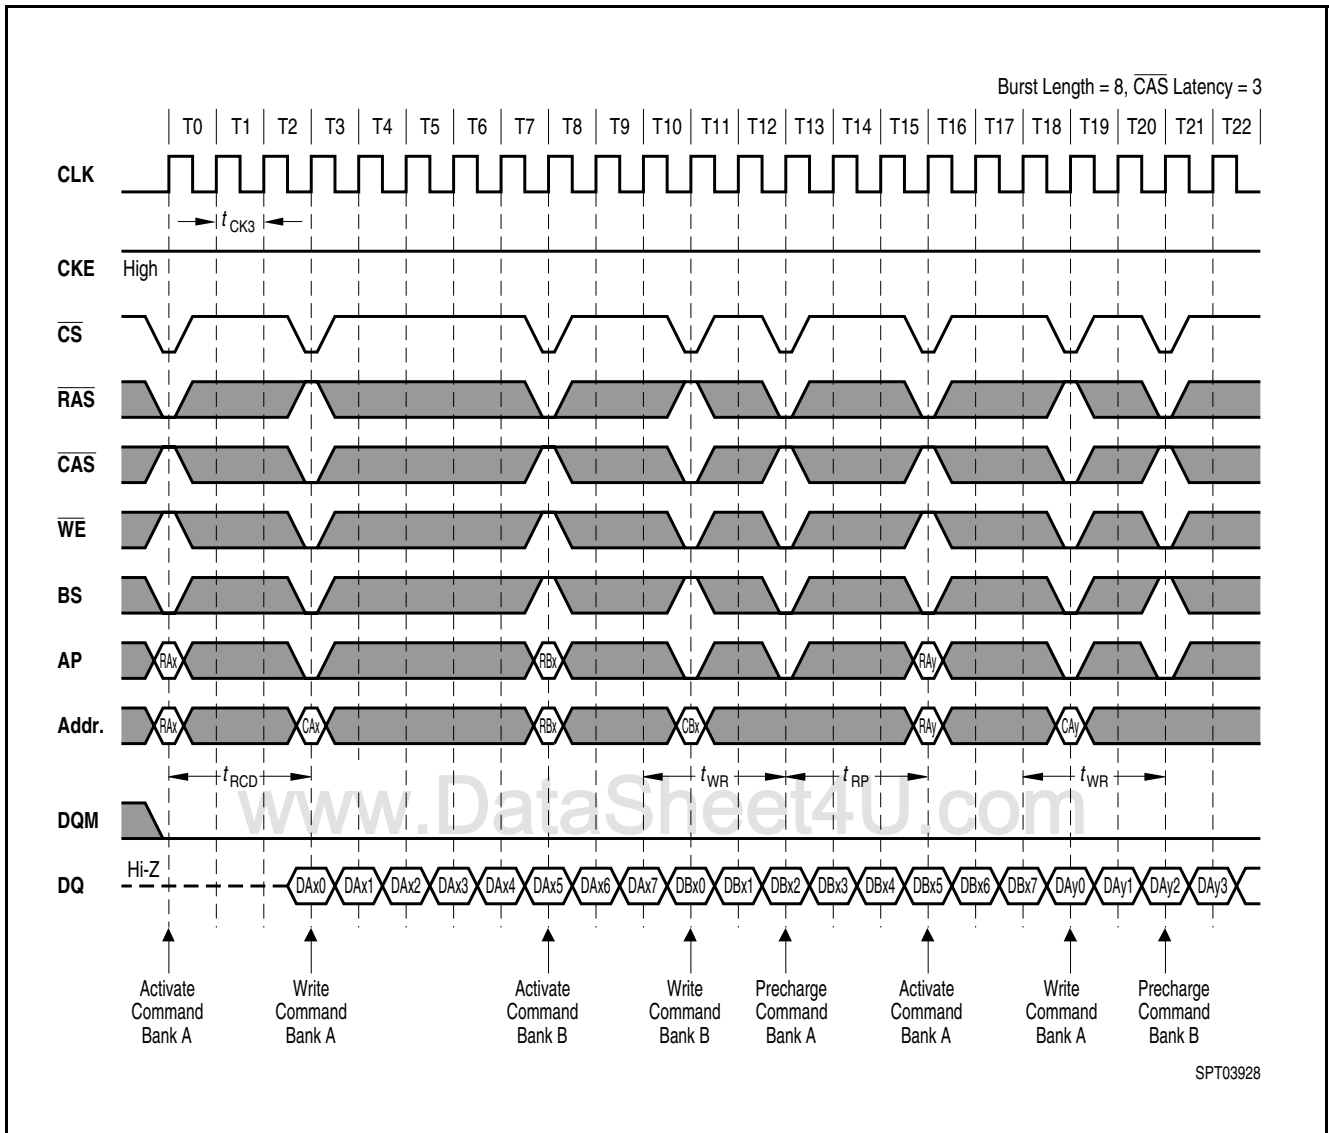 Burst Length = 8, CAS Latency = 3
T0 T1 T2 T3 T4 T5 T6 T7 T8 T9 T10 T11 T12 T13 T14 T15 T16 T17 T18 T19 T20 T21 T22
CLK
t CK3
CKE High
CS
RAS
CAS
WE
BS
AP RAx RBx RAy
Addr. RAx CAx RBx CBx RAy CAy
t RCD t WR t RP t WR
www.DataSheet4U.com
DQM
Hi-Z
DQ DAx0 DAx1 DAx2 DAx3 DAx4 DAx5 DAx6 DAx7 DBx0 DBx1 DBx2 DBx3 DBx4 DBx5 DBx6 DBx7 DAy0 DAy1 DAy2 DAy3
Activate Write Activate Write Precharge Activate Write Precharge
Command Command Command Command Command Command Command Command
Bank A Bank A Bank B Bank B Bank A Bank A Bank A Bank B
SPT03928